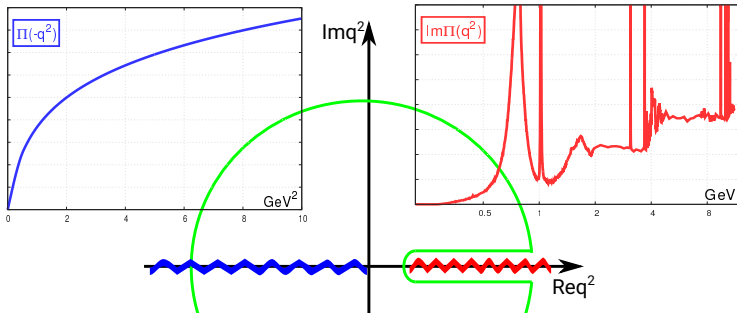 Π(-q²)
GeV²
0 2 4 6 8 10
Imq²
ImΠ(q²)
GeV
0.5 1 2 4 8
Req²